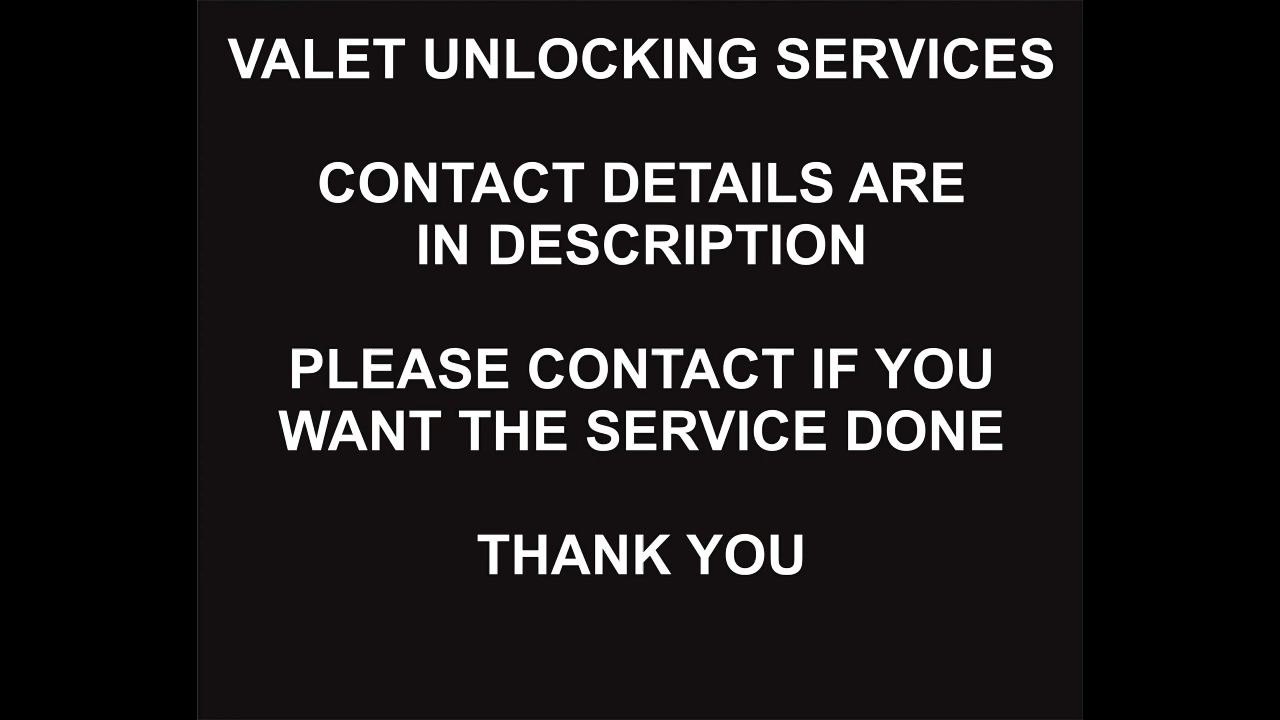 VALET UNLOCKING SERVICES
CONTACT DETAILS ARE
IN DESCRIPTION
PLEASE CONTACT IF YOU
WANT THE SERVICE DONE
THANK YOU